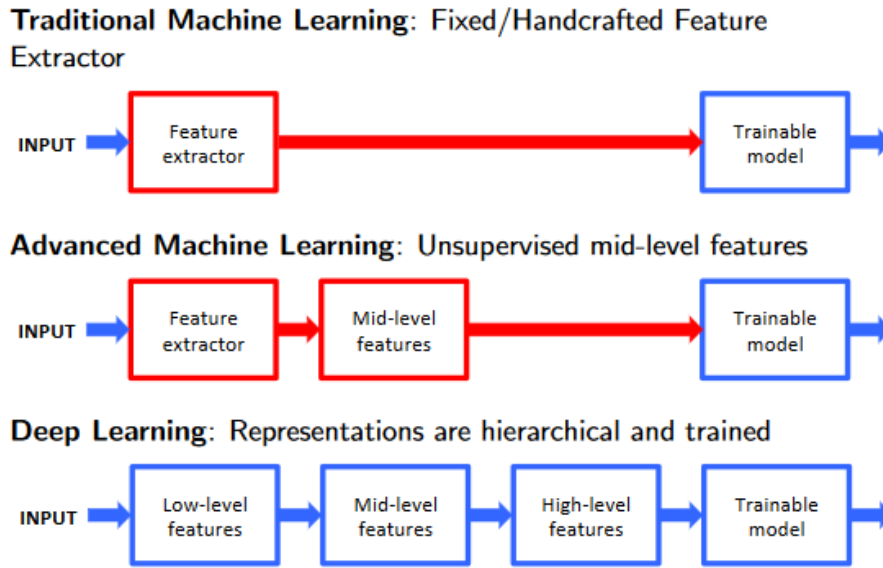 Traditional Machine Learning: Fixed/Handcrafted Feature
Extractor
INPUT
Feature
extractor
Trainable
model
Advanced Machine Learning: Unsupervised mid-level features
INPUT
Feature
extractor
Mid-level
features
Trainable
model
Deep Learning: Representations are hierarchical and trained
INPUT
Low-level
features
Mid-level
features
High-level
features
Trainable
model